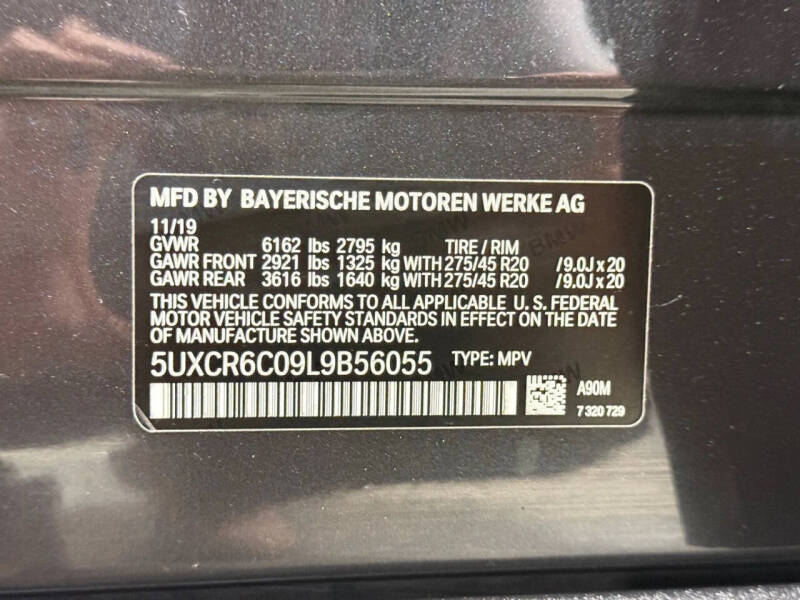 MFD BY BAYERISCHE MOTOREN WERKE AG
11/19
GVWR 6162 lbs 2795 kg TIRE / RIM
GAWR FRONT 2921 lbs 1325 kg WITH 275/45 R20 /9.0J x 20
GAWR REAR 3616 lbs 1640 kg WITH 275/45 R20 /9.0J x 20
THIS VEHICLE CONFORMS TO ALL APPLICABLE U. S. FEDERAL
MOTOR VEHICLE SAFETY STANDARDS IN EFFECT ON THE DATE
OF MANUFACTURE SHOWN ABOVE.
5UXCR6C09L9B56055 TYPE: MPV
A90M
7 320 729